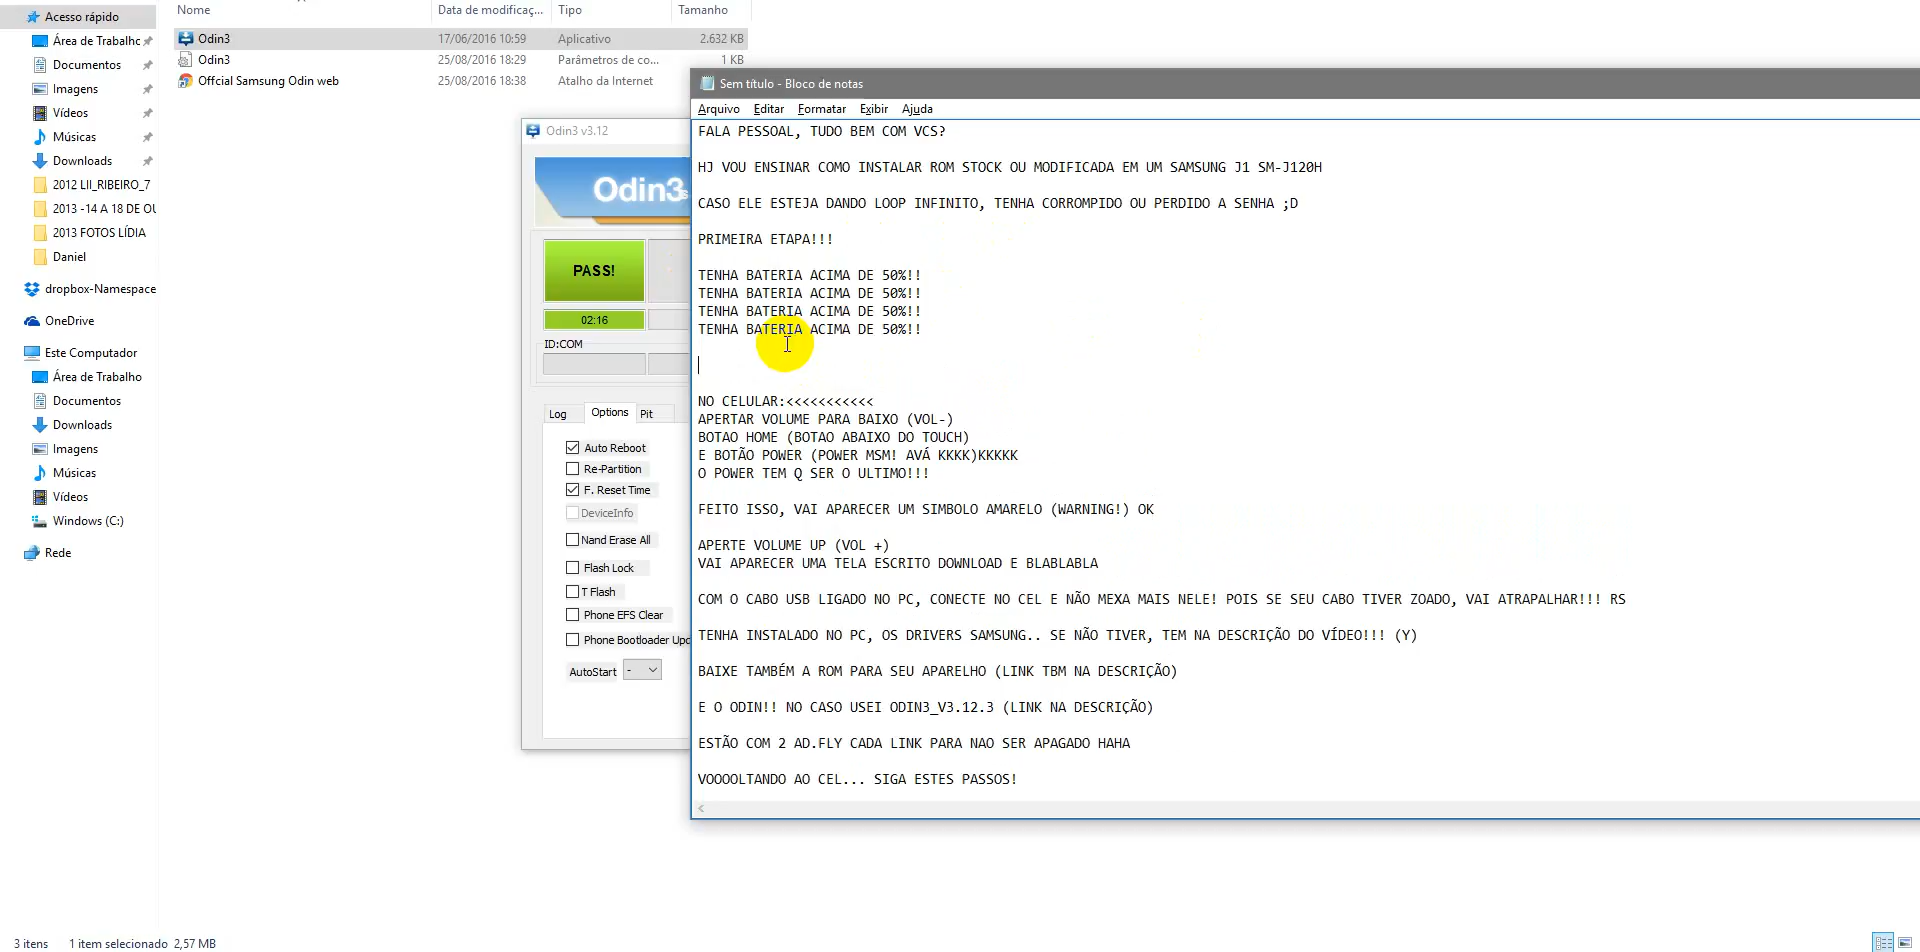 Acesso rápido
Área de Trabalhc
Documentos
Imagens
Vídeos
Músicas
Downloads
2012 LII_RIBEIRO_7
2013 -14 A 18 DE OU
2013 FOTOS LÍDIA
Daniel
dropbox-Namespace
OneDrive
Este Computador
Área de Trabalho
Documentos
Downloads
Imagens
Músicas
Vídeos
Windows (C:)
Rede
Nome Data de modificaç... Tipo Tamanho
Odin3 17/06/2016 10:59 Aplicativo 2.632 KB
Odin3 25/08/2016 18:29 Parâmetros de co... 1 KB
Offcial Samsung Odin web 25/08/2016 18:38 Atalho da Internet
Odin3 v3.12
Odin3
PASS!
02:16
ID:COM
Log Options Pit
Auto Reboot
Re-Partition
F. Reset Time
DeviceInfo
Nand Erase All
Flash Lock
T Flash
Phone EFS Clear
Phone Bootloader Upd
AutoStart -
Sem título - Bloco de notas
Arquivo Editar Formatar Exibir Ajuda
FALA PESSOAL, TUDO BEM COM VCS?
HJ VOU ENSINAR COMO INSTALAR ROM STOCK OU MODIFICADA EM UM SAMSUNG J1 SM-J120H
CASO ELE ESTEJA DANDO LOOP INFINITO, TENHA CORROMPIDO OU PERDIDO A SENHA ;D
PRIMEIRA ETAPA!!!
TENHA BATERIA ACIMA DE 50%!!
TENHA BATERIA ACIMA DE 50%!!
TENHA BATERIA ACIMA DE 50%!!
TENHA BATERIA ACIMA DE 50%!!
NO CELULAR:<<<<<<<<<<<
APERTAR VOLUME PARA BAIXO (VOL-)
BOTAO HOME (BOTAO ABAIXO DO TOUCH)
E BOTÃO POWER (POWER MSM! AVÁ KKKK)KKKKK
O POWER TEM Q SER O ULTIMO!!!
FEITO ISSO, VAI APARECER UM SIMBOLO AMARELO (WARNING!) OK
APERTE VOLUME UP (VOL +)
VAI APARECER UMA TELA ESCRITO DOWNLOAD E BLABLABLA
COM O CABO USB LIGADO NO PC, CONECTE NO CEL E NÃO MEXA MAIS NELE! POIS SE SEU CABO TIVER ZOADO, VAI ATRAPALHAR!!! RS
TENHA INSTALADO NO PC, OS DRIVERS SAMSUNG.. SE NÃO TIVER, TEM NA DESCRIÇÃO DO VÍDEO!!! (Y)
BAIXE TAMBÉM A ROM PARA SEU APARELHO (LINK TBM NA DESCRIÇÃO)
E O ODIN!! NO CASO USEI ODIN3_V3.12.3 (LINK NA DESCRIÇÃO)
ESTÃO COM 2 AD.FLY CADA LINK PARA NAO SER APAGADO HAHA
VOOOOLTANDO AO CEL... SIGA ESTES PASSOS!
3 itens 1 item selecionado 2,57 MB